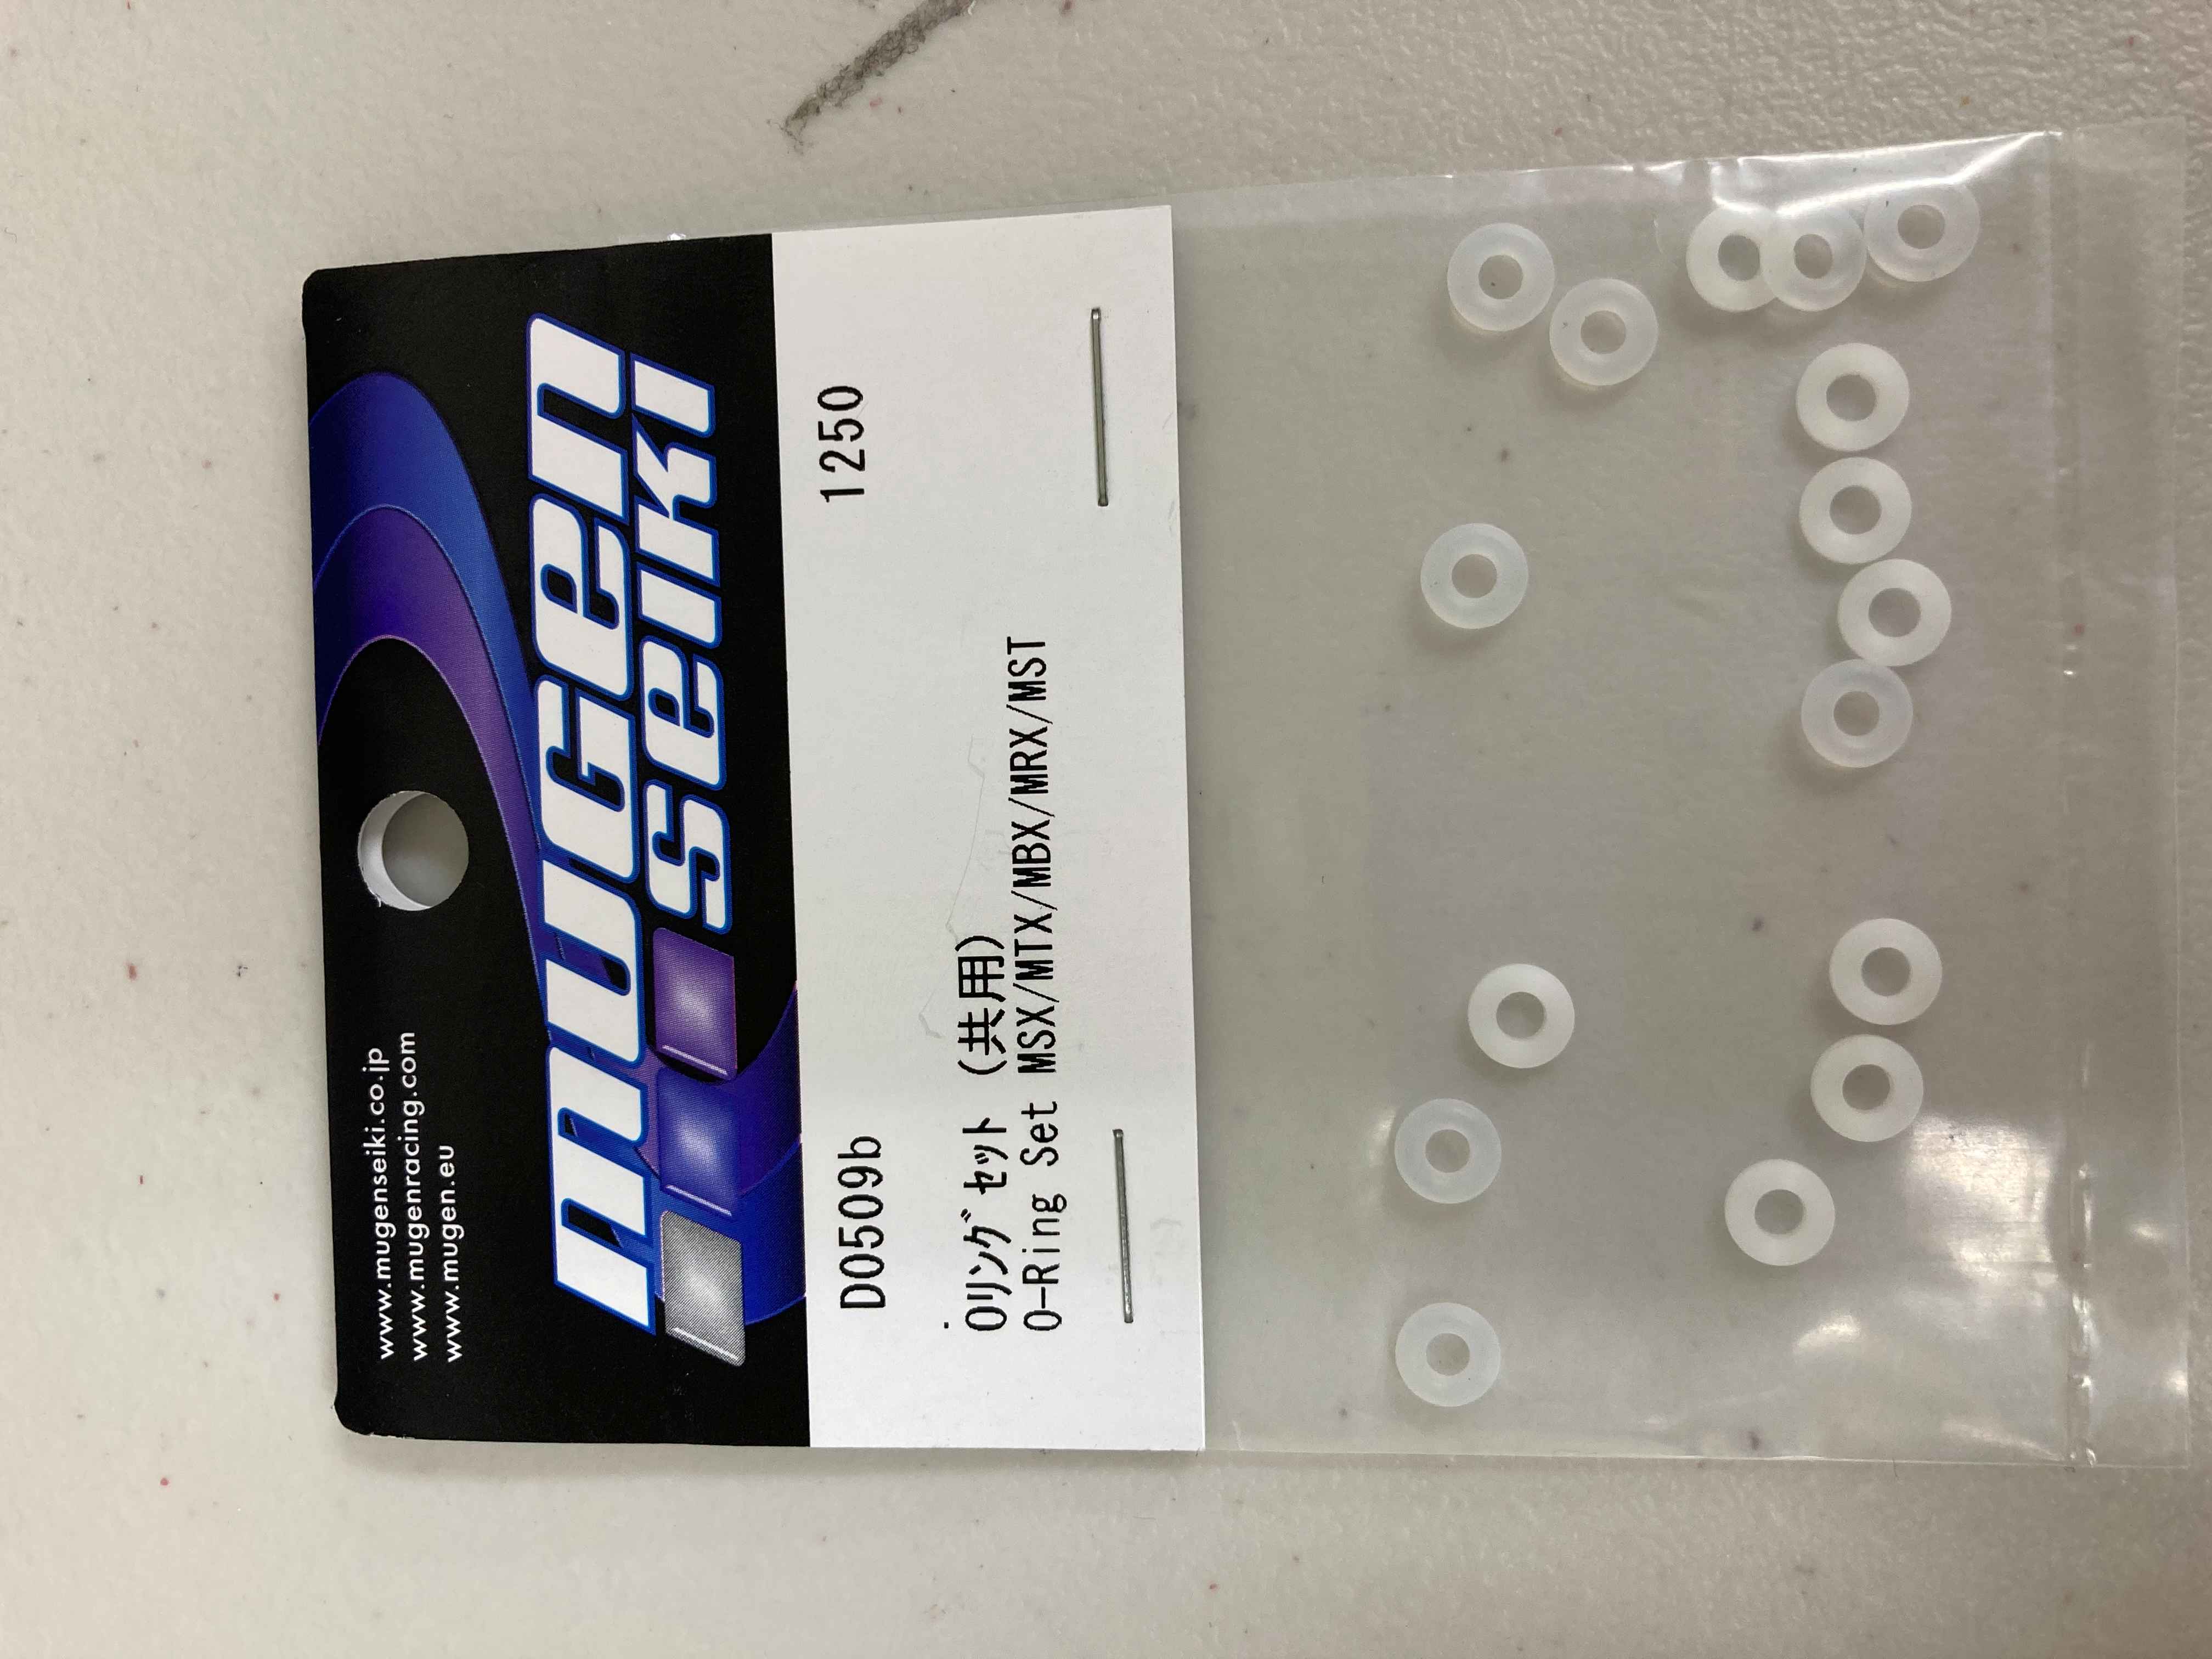 www.mugenseiki.co.jp
www.mugenracing.com
www.mugen.eu
mugen
seiki
D0509b 1250
Oﾘﾝｸﾞｾｯﾄ (共用)
O-Ring Set MSX/MTX/MBX/MRX/MST